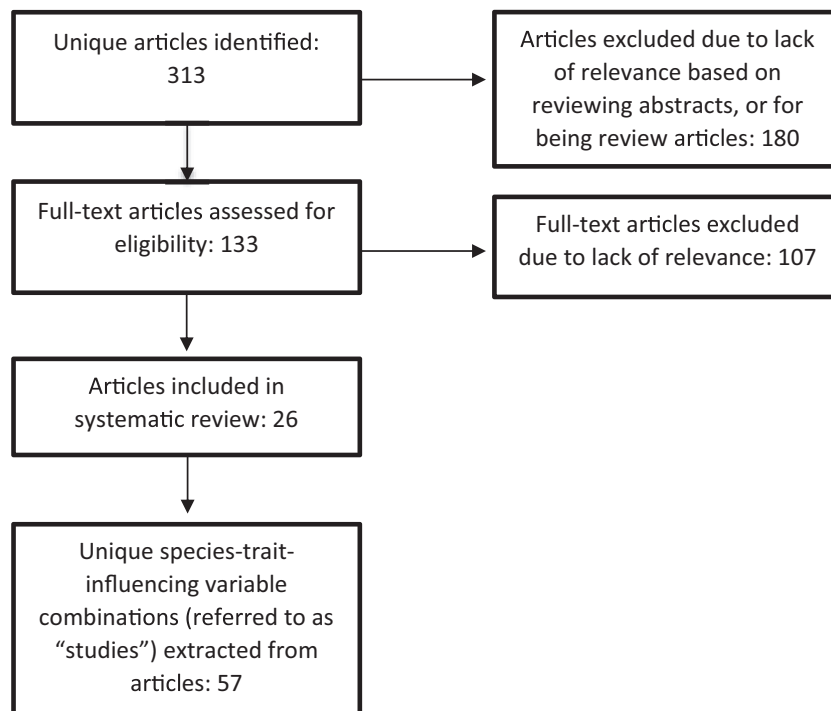 Unique articles identified:
313
Articles excluded due to lack
of relevance based on
reviewing abstracts, or for
being review articles: 180
Full-text articles assessed for
eligibility: 133
Full-text articles excluded
due to lack of relevance: 107
Articles included in
systematic review: 26
Unique species-trait-
influencing variable
combinations (referred to as
“studies”) extracted from
articles: 57